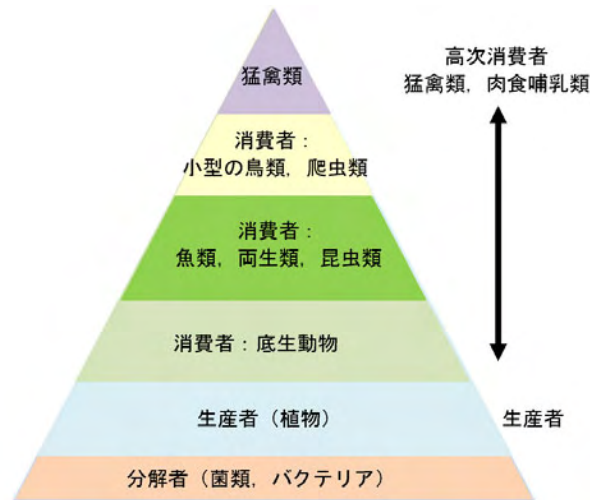 猛禽類
消費者：
小型の鳥類，爬虫類
消費者：
魚類，両生類，昆虫類
消費者：底生動物
生産者（植物）
分解者（菌類，バクテリア）
高次消費者
猛禽類，肉食哺乳類
生産者